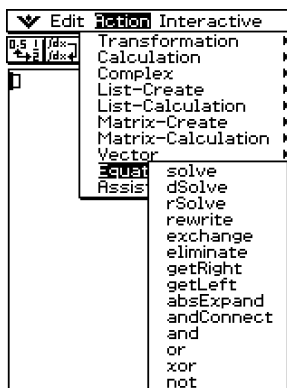 Edit Action Interactive
Transformation
Calculation
Complex
List-Create
List-Calculation
Matrix-Create
Matrix-Calculation
Vector
Equat
Assis
solve
dSolve
rSolve
rewrite
exchange
eliminate
getRight
getLeft
absExpand
andConnect
and
or
xor
not